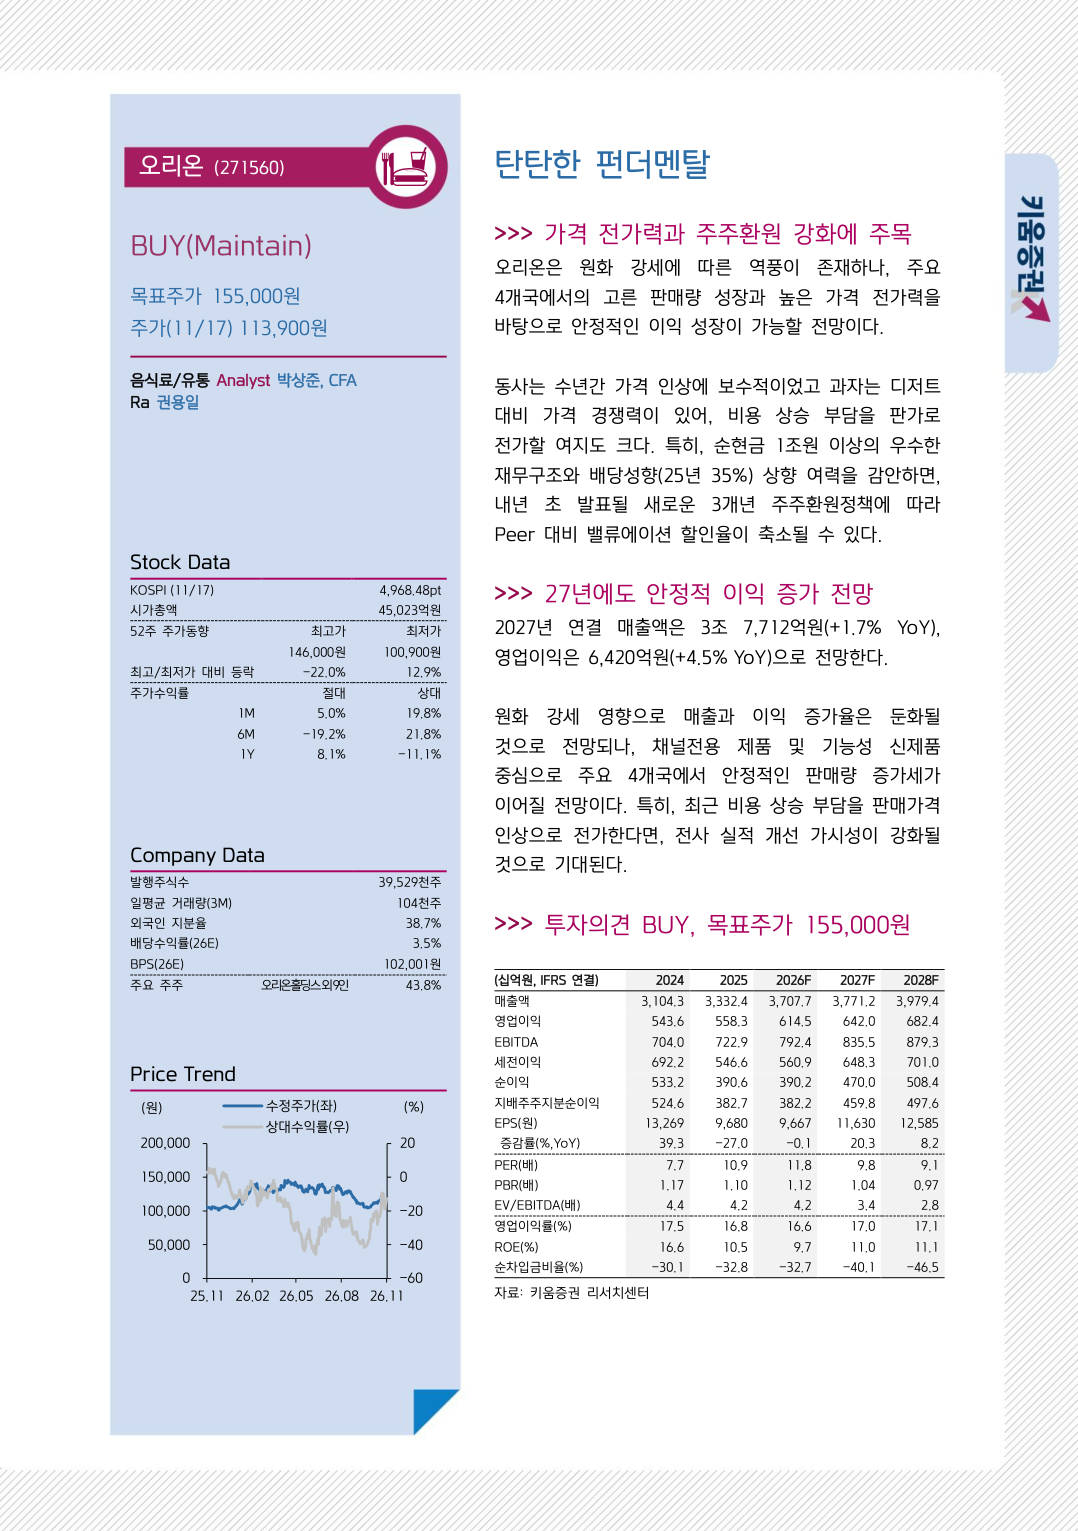 오리온 (271560)
BUY(Maintain)
목표주가 155,000원
주가(11/17) 113,900원
음식료/유통 Analyst 박상준, CFA
Ra 권용일
Stock Data
KOSPI (11/17) 4,968.48pt
시가총액 45,023억원
52주 주가동향 최고가 최저가
146,000원 100,900원
최고/최저가 대비 등락 -22.0% 12.9%
주가수익률 절대 상대
1M 5.0% 19.8%
6M -19.2% 21.8%
1Y 8.1% -11.1%
Company Data
발행주식수 39,529천주
일평균 거래량(3M) 104천주
외국인 지분율 38.7%
배당수익률(26E) 3.5%
BPS(26E) 102,001원
주요 주주 오리온홀딩스외9인 43.8%
Price Trend
(원) 수정주가(좌) (%)
상대수익률(우)
200,000 20
150,000 0
100,000 -20
50,000 -40
0 -60
25.11 26.02 26.05 26.08 26.11
탄탄한 펀더멘탈
>>> 가격 전가력과 주주환원 강화에 주목
오리온은 원화 강세에 따른 역풍이 존재하나, 주요
4개국에서의 고른 판매량 성장과 높은 가격 전가력을
바탕으로 안정적인 이익 성장이 가능할 전망이다.
동사는 수년간 가격 인상에 보수적이었고 과자는 디저트
대비 가격 경쟁력이 있어, 비용 상승 부담을 판가로
전가할 여지도 크다. 특히, 순현금 1조원 이상의 우수한
재무구조와 배당성향(25년 35%) 상향 여력을 감안하면,
내년 초 발표될 새로운 3개년 주주환원정책에 따라
Peer 대비 밸류에이션 할인율이 축소될 수 있다.
>>> 27년에도 안정적 이익 증가 전망
2027년 연결 매출액은 3조 7,712억원(+1.7% YoY),
영업이익은 6,420억원(+4.5% YoY)으로 전망한다.
원화 강세 영향으로 매출과 이익 증가율은 둔화될
것으로 전망되나, 채널전용 제품 및 기능성 신제품
중심으로 주요 4개국에서 안정적인 판매량 증가세가
이어질 전망이다. 특히, 최근 비용 상승 부담을 판매가격
인상으로 전가한다면, 전사 실적 개선 가시성이 강화될
것으로 기대된다.
>>> 투자의견 BUY, 목표주가 155,000원
(십억원, IFRS 연결) 2024 2025 2026F 2027F 2028F
매출액 3,104.3 3,332.4 3,707.7 3,771.2 3,979.4
영업이익 543.6 558.3 614.5 642.0 682.4
EBITDA 704.0 722.9 792.4 835.5 879.3
세전이익 692.2 546.6 560.9 648.3 701.0
순이익 533.2 390.6 390.2 470.0 508.4
지배주주지분순이익 524.6 382.7 382.2 459.8 497.6
EPS(원) 13,269 9,680 9,667 11,630 12,585
증감률(%,YoY) 39.3 -27.0 -0.1 20.3 8.2
PER(배) 7.7 10.9 11.8 9.8 9.1
PBR(배) 1.17 1.10 1.12 1.04 0.97
EV/EBITDA(배) 4.4 4.2 4.2 3.4 2.8
영업이익률(%) 17.5 16.8 16.6 17.0 17.1
ROE(%) 16.6 10.5 9.7 11.0 11.1
순차입금비율(%) -30.1 -32.8 -32.7 -40.1 -46.5
자료: 키움증권 리서치센터
키움증권